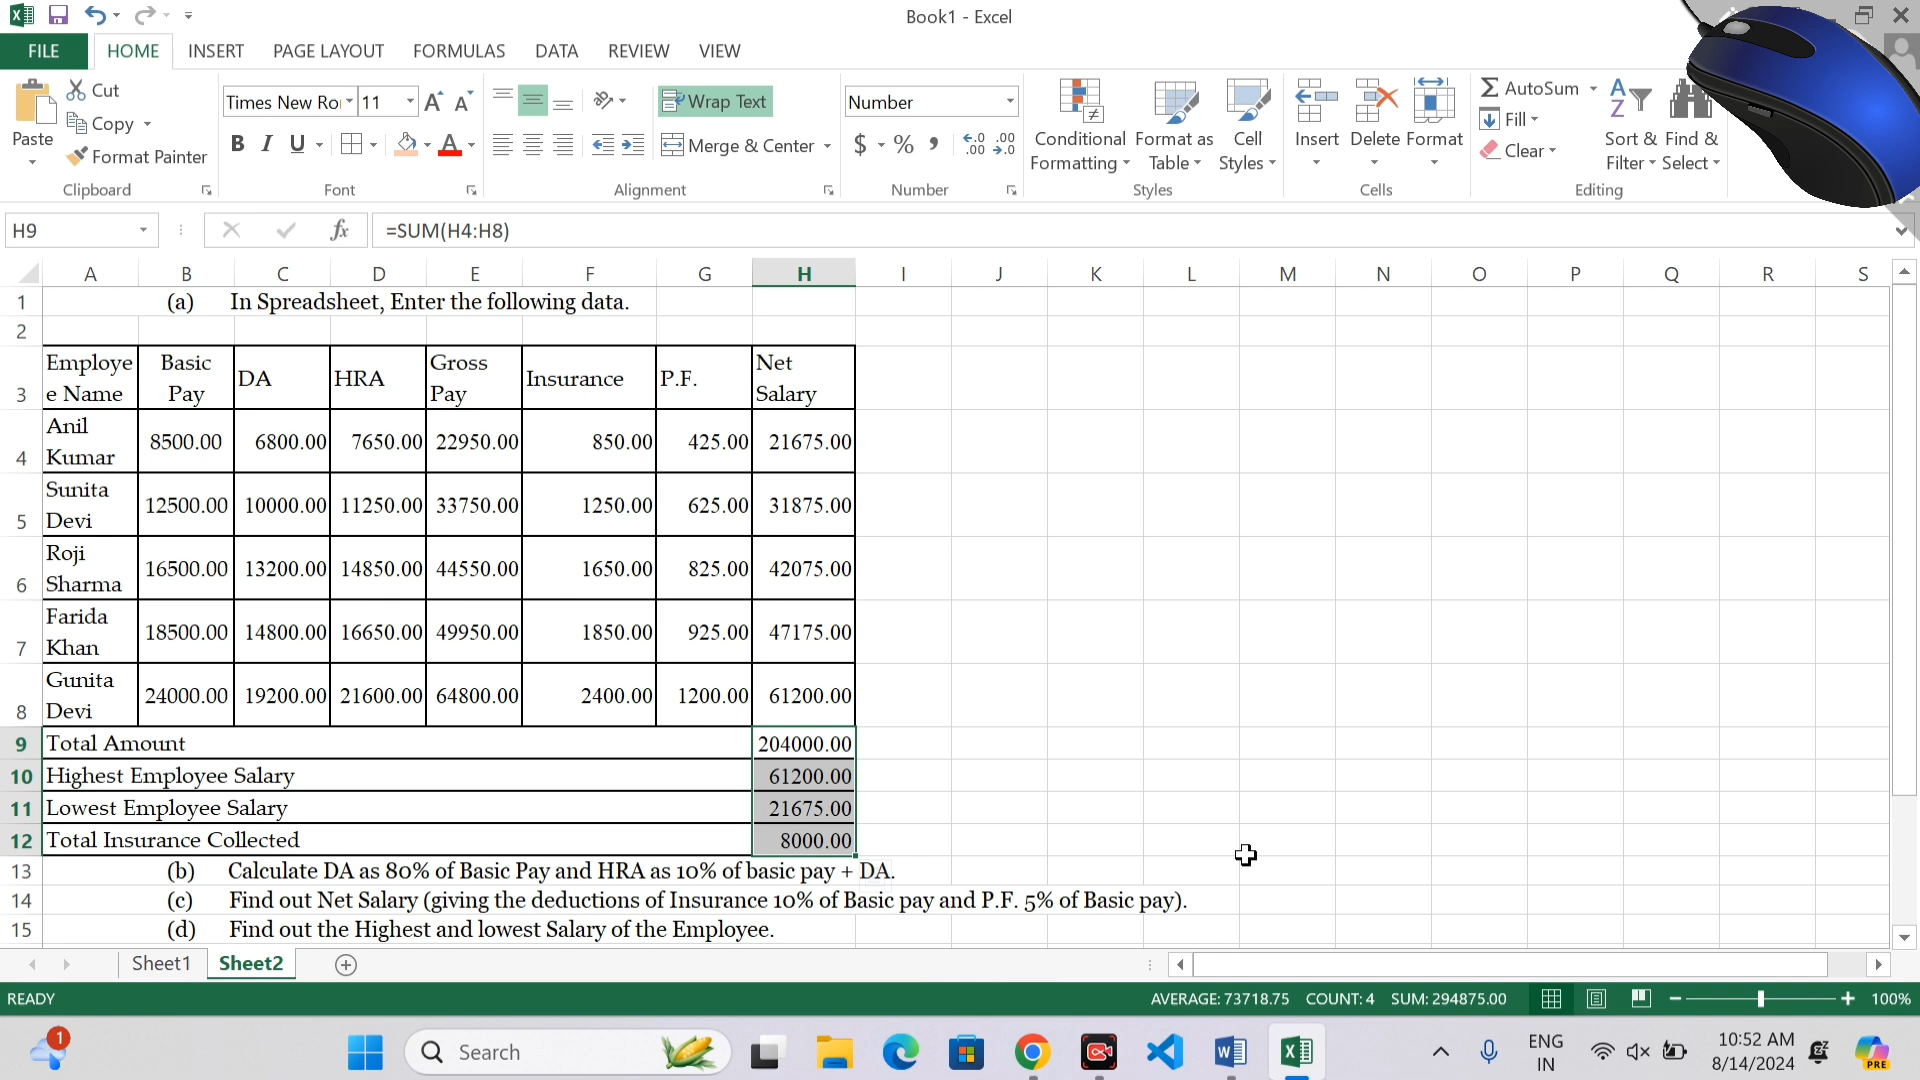 Book1 - Excel
FILE HOME INSERT PAGE LAYOUT FORMULAS DATA REVIEW VIEW
Cut
Copy
Format Painter
Paste
Clipboard
Times New Ro 11
B I U
Font
Wrap Text
Merge & Center
Alignment
Number
$ % ,
Number
Conditional Formatting
Format as Table
Cell Styles
Styles
Insert Delete Format
Cells
AutoSum
Fill
Clear
Sort & Filter
Find & Select
Editing
H9 fx =SUM(H4:H8)
A B C D E F G H I J K L M N O P Q R S
1 (a) In Spreadsheet, Enter the following data.
2
3 Employe e Name Basic Pay DA HRA Gross Pay Insurance P.F. Net Salary
4 Anil Kumar 8500.00 6800.00 7650.00 22950.00 850.00 425.00 21675.00
5 Sunita Devi 12500.00 10000.00 11250.00 33750.00 1250.00 625.00 31875.00
6 Roji Sharma 16500.00 13200.00 14850.00 44550.00 1650.00 825.00 42075.00
7 Farida Khan 18500.00 14800.00 16650.00 49950.00 1850.00 925.00 47175.00
8 Gunita Devi 24000.00 19200.00 21600.00 64800.00 2400.00 1200.00 61200.00
9 Total Amount 204000.00
10 Highest Employee Salary 61200.00
11 Lowest Employee Salary 21675.00
12 Total Insurance Collected 8000.00
13 (b) Calculate DA as 80% of Basic Pay and HRA as 10% of basic pay + DA.
14 (c) Find out Net Salary (giving the deductions of Insurance 10% of Basic pay and P.F. 5% of Basic pay).
15 (d) Find out the Highest and lowest Salary of the Employee.
Sheet1 Sheet2
READY AVERAGE: 73718.75 COUNT: 4 SUM: 294875.00 100%
1 Search ENG IN 10:52 AM 8/14/2024 PRE